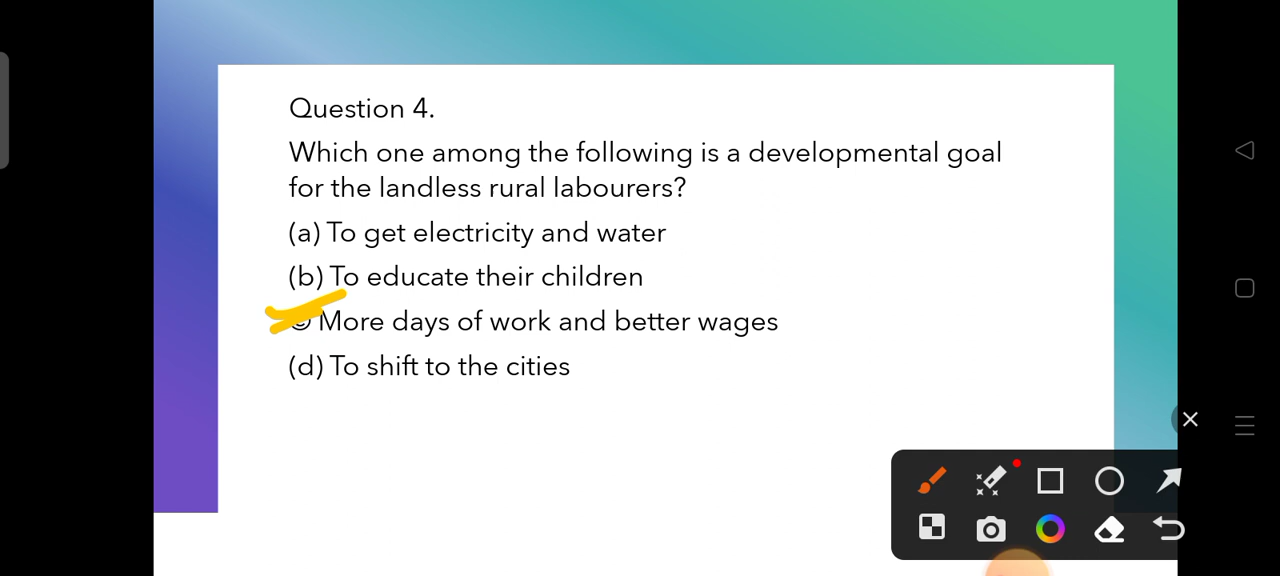 Question 4.
Which one among the following is a developmental goal
for the landless rural labourers?
(a) To get electricity and water
(b) To educate their children
© More days of work and better wages
(d) To shift to the cities